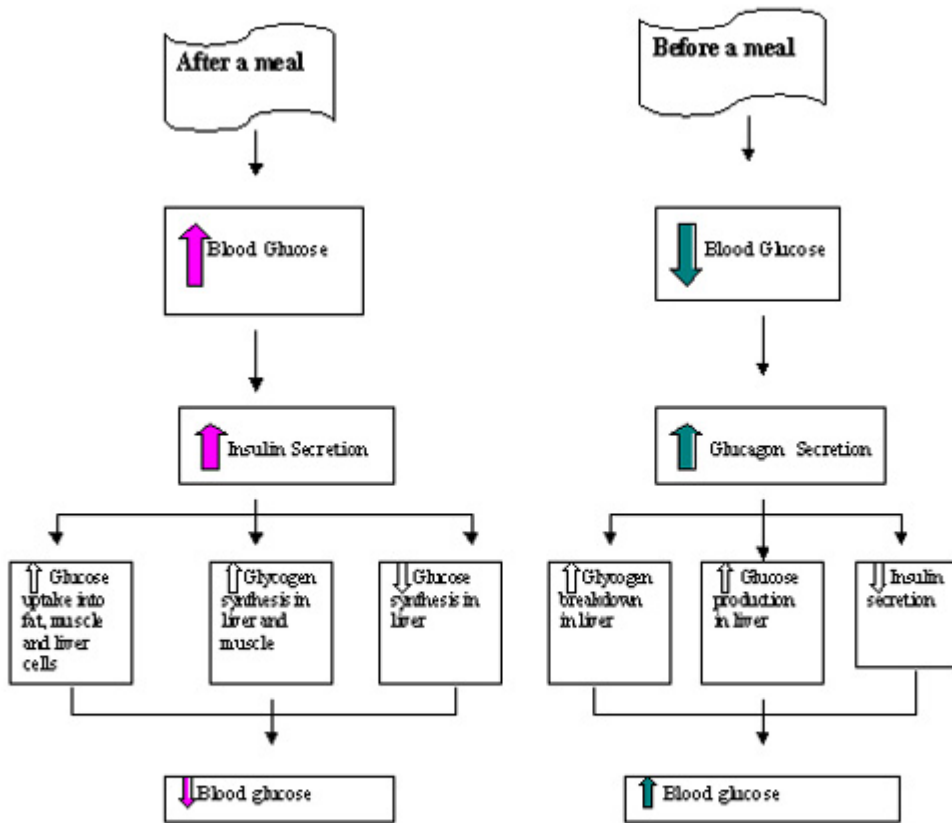 After a meal
Before a meal
Blood Glucose
Blood Glucose
Insulin Secretion
Glucagon Secretion
Glucose
uptake into
fat, muscle
and liver
cells
Glycogen
synthesis in
liver and
muscle
Glucose
synthesis in
liver
Glycogen
breakdown
in liver
Glucose
production
in liver
Insulin
secretion
Blood glucose
Blood glucose